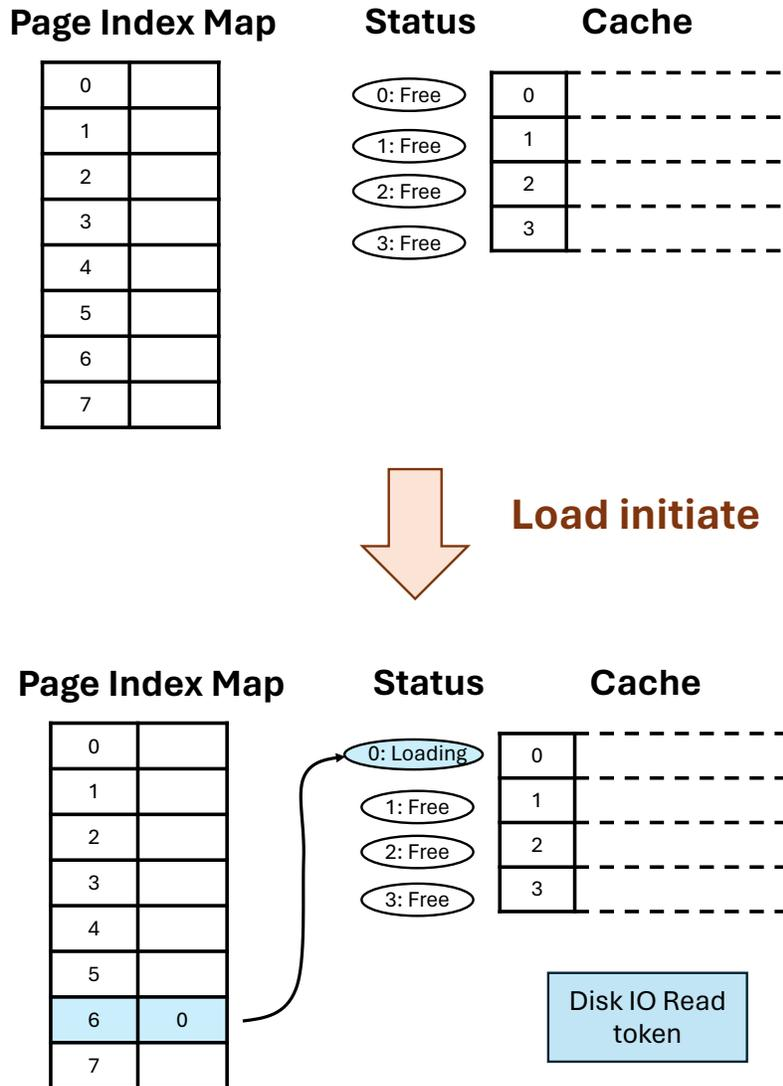 Page Index Map
Status
Cache
0
1
2
3
4
5
6
7
0: Free
1: Free
2: Free
3: Free
0
1
2
3
Load initiate
Page Index Map
Status
Cache
0
1
2
3
4
5
6 0
7
0: Loading
1: Free
2: Free
3: Free
0
1
2
3
Disk IO Read
token